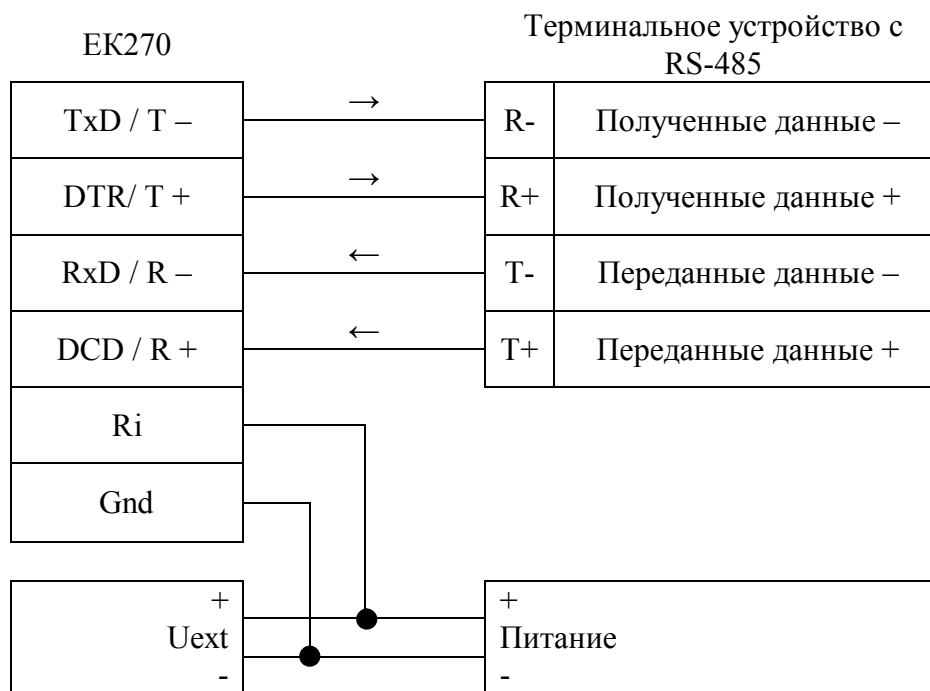 ЕК270
Терминальное устройство с
RS-485
TxD / T –
→
R-
Полученные данные –
DTR/ T +
→
R+
Полученные данные +
RxD / R –
←
T-
Переданные данные –
DCD / R +
←
T+
Переданные данные +
Ri
Gnd
+
Uext
-
+
Питание
-